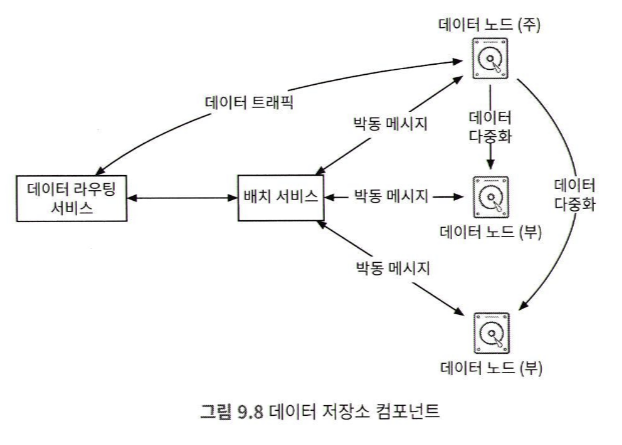 데이터 노드 (주)
데이터 트래픽
박동 메시지
데이터
다중화
데이터 라우팅
서비스
배치 서비스
박동 메시지
데이터
다중화
데이터 노드 (부)
박동 메시지
데이터 노드 (부)
그림 9.8 데이터 저장소 컴포넌트